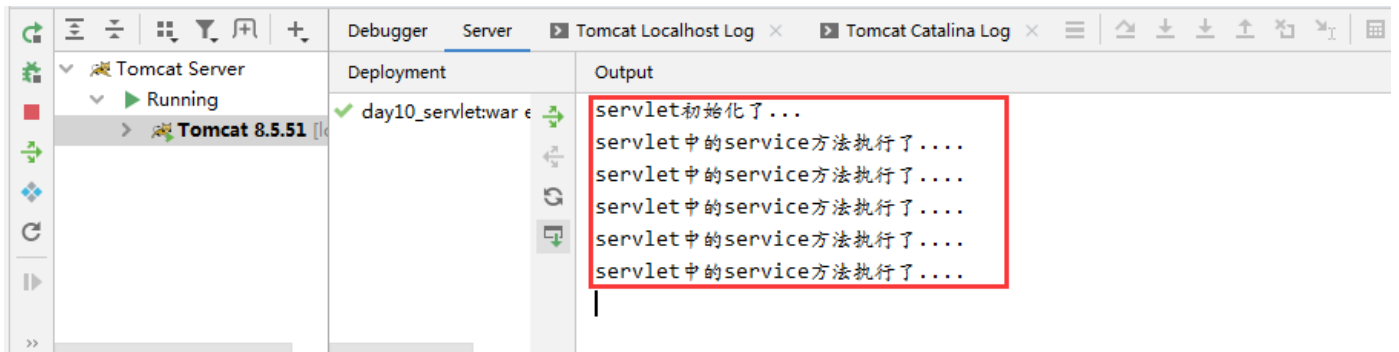 Debugger Server Tomcat Localhost Log Tomcat Catalina Log
Tomcat Server
Running
Tomcat 8.5.51 [lo
Deployment
day10_servlet:war e
Output
servlet初始化了...
servlet中的service方法执行了....
servlet中的service方法执行了....
servlet中的service方法执行了....
servlet中的service方法执行了....
servlet中的service方法执行了....